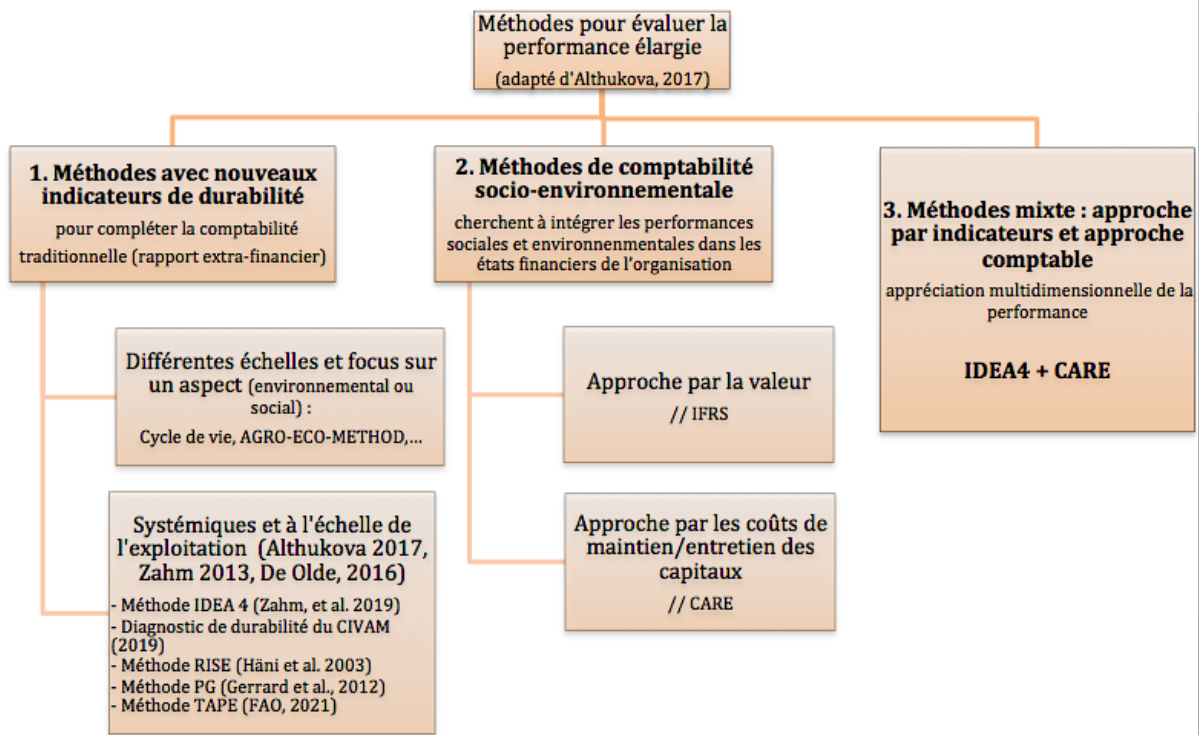 Méthodes pour évaluer la
performance élargie
(adapté d'Althukova, 2017)
1. Méthodes avec nouveaux
indicateurs de durabilité
pour compléter la comptabilité
traditionnelle (rapport extra-financier)
Différentes échelles et focus sur
un aspect (environnemental ou
social) :
Cycle de vie, AGRO-ECO-METHOD,...
Systémiques et à l'échelle de
l'exploitation (Althukova 2017,
Zahm 2013, De Olde, 2016)
- Méthode IDEA 4 (Zahm, et al. 2019)
- Diagnostic de durabilité du CIVAM
(2019)
- Méthode RISE (Häni et al. 2003)
- Méthode PG (Gerrard et al., 2012)
- Méthode TAPE (FAO, 2021)
2. Méthodes de comptabilité
socio-environnementale
cherchent à intégrer les performances
sociales et environnenmentales dans les
états financiers de l'organisation
Approche par la valeur
// IFRS
Approche par les coûts de
maintien/entretien des
capitaux
// CARE
3. Méthodes mixte : approche
par indicateurs et approche
comptable
appréciation multidimensionnelle de la
performance
IDEA4 + CARE